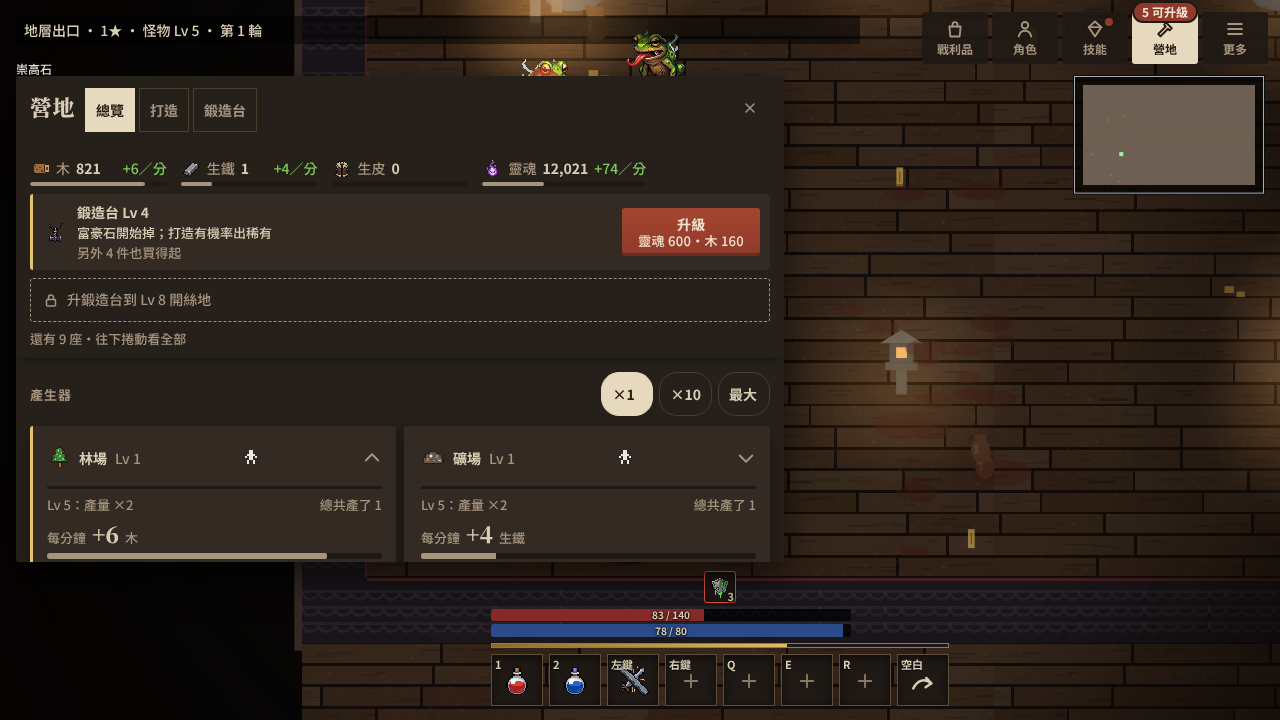 地層出口 • 1★ • 怪物 Lv 5 • 第 1 輪
崇高石
5 可升級
戰利品
角色
技能
營地
更多
營地
總覽
打造
鍛造台
木 821 +6／分
生鐵 1 +4／分
生皮 0
靈魂 12,021 +74／分
鍛造台 Lv 4
富豪石開始掉；打造有機率出稀有
另外 4 件也買得起
升級
靈魂 600 • 木 160
升鍛造台到 Lv 8 開絲地
還有 9 座 • 往下捲動看全部
產生器
×1
×10
最大
林場 Lv 1
Lv 5：產量 ×2 總共產了 1
每分鐘 +6 木
礦場 Lv 1
Lv 5：產量 ×2 總共產了 1
每分鐘 +4 生鐵
3
83 / 140
78 / 80
1
2
左鍵
右鍵
Q
E
R
空白